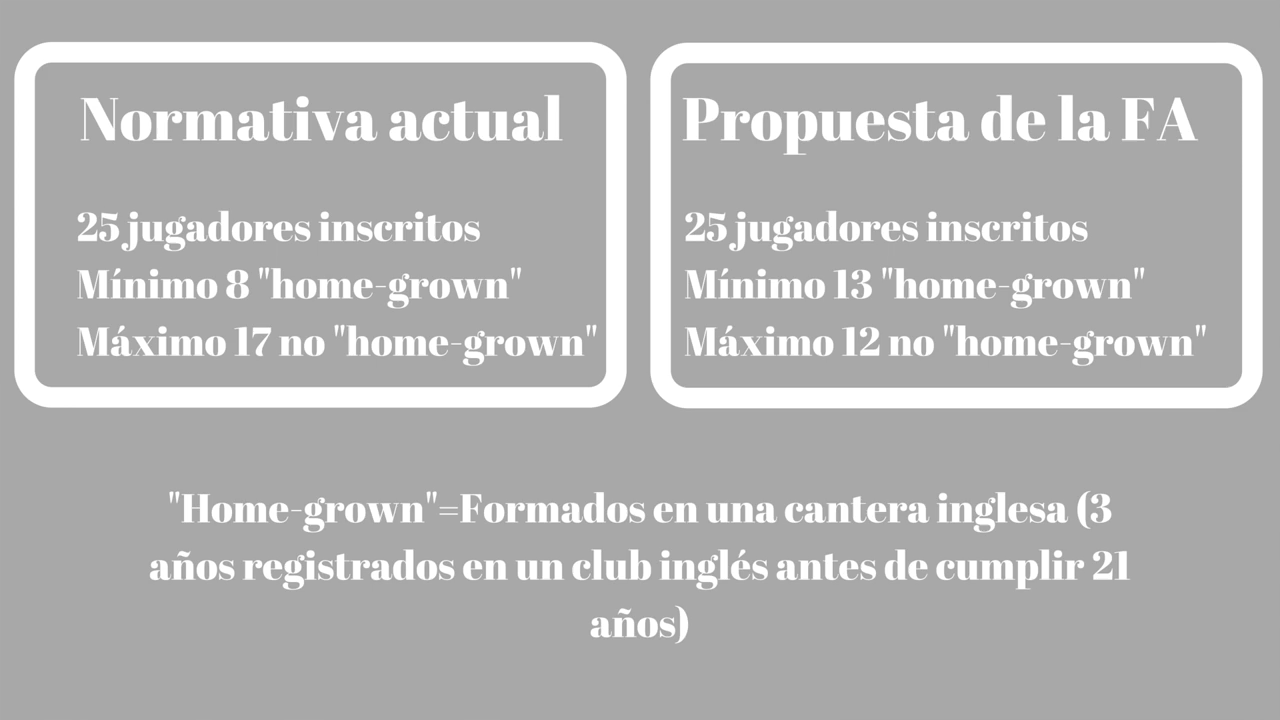 Normativa actual
25 jugadores inscritos
Mínimo 8 "home-grown"
Máximo 17 no "home-grown"
Propuesta de la FA
25 jugadores inscritos
Mínimo 13 "home-grown"
Máximo 12 no "home-grown"
"Home-grown"=Formados en una cantera inglesa (3
años registrados en un club inglés antes de cumplir 21
años)